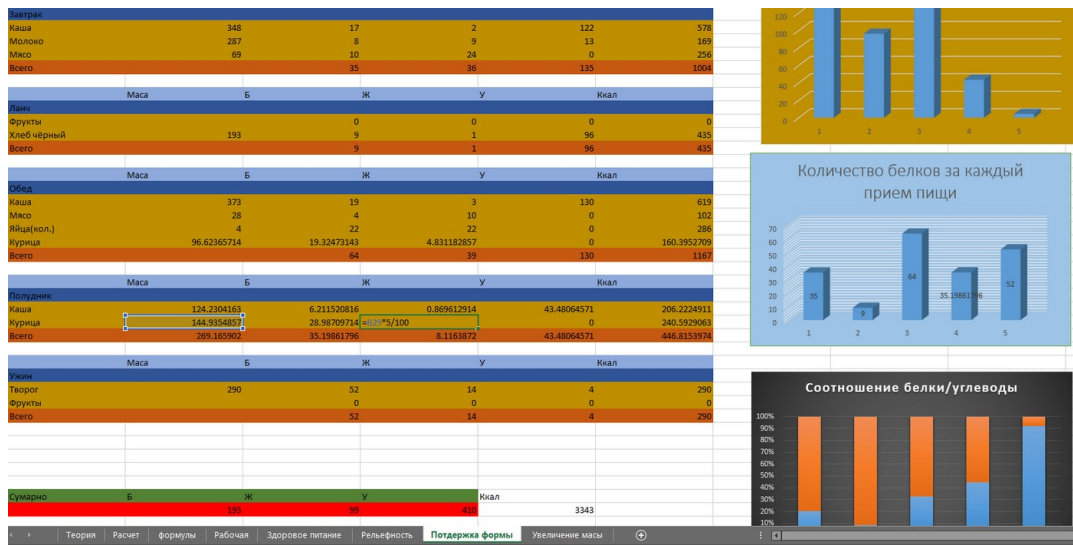 Завтрак
Каша 348 17 2 122 578
Молоко 287 8 9 13 169
Мясо 69 10 24 0 256
Всего 35 36 135 1004
Маса Б Ж У Ккал
Ланч
Фрукты 0 0 0 0
Хлеб чёрный 193 9 1 96 435
Всего 9 1 96 435
Маса Б Ж У Ккал
Обед
Каша 373 19 3 130 619
Мясо 28 4 10 0 102
Яйца(кол.) 4 22 22 0 286
Курица 96.62365714 19.32473143 4.831182857 0 160.3952709
Всего 64 39 130 1167
Маса Б Ж У Ккал
Полудник
Каша 124.2304163 6.211520816 0.869612914 43.48064571 206.2224911
Курица 144.9354857 28.98709714 =B29*5/100 0 240.5929063
Всего 269.165902 35.19861796 8.1163872 43.48064571 446.8153974
Маса Б Ж У Ккал
Ужин
Творог 290 52 14 4 290
Фрукты 0 0 0 0
Всего 52 14 4 290
Сумарно Б Ж У Ккал
195 99 410 3343
120
100
80
60
40
20
0
1 2 3 4 5
Количество белков за каждый
прием пищи
70
60
50
40
30
20
10
0
35 9 64 35.19861796 52
1 2 3 4 5
Соотношение белки/углеводы
100%
90%
80%
70%
60%
50%
40%
30%
20%
10%
Теория Расчет формулы Рабочая Здоровое питание Рельефность Потдержка формы Увеличение масы